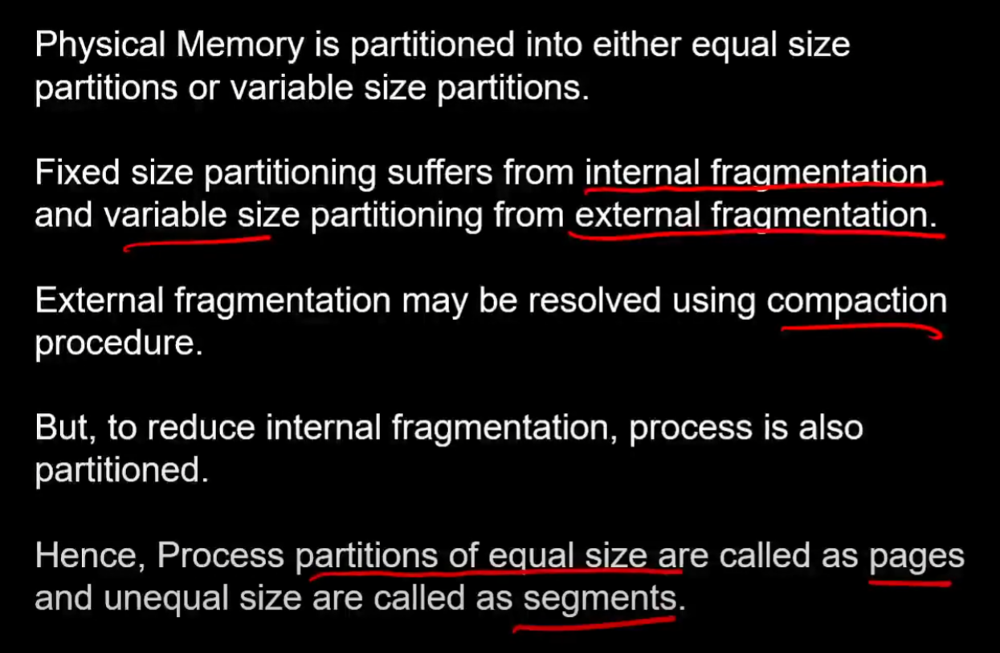 Physical Memory is partitioned into either equal size
partitions or variable size partitions.
Fixed size partitioning suffers from internal fragmentation
and variable size partitioning from external fragmentation.
External fragmentation may be resolved using compaction
procedure.
But, to reduce internal fragmentation, process is also
partitioned.
Hence, Process partitions of equal size are called as pages
and unequal size are called as segments.